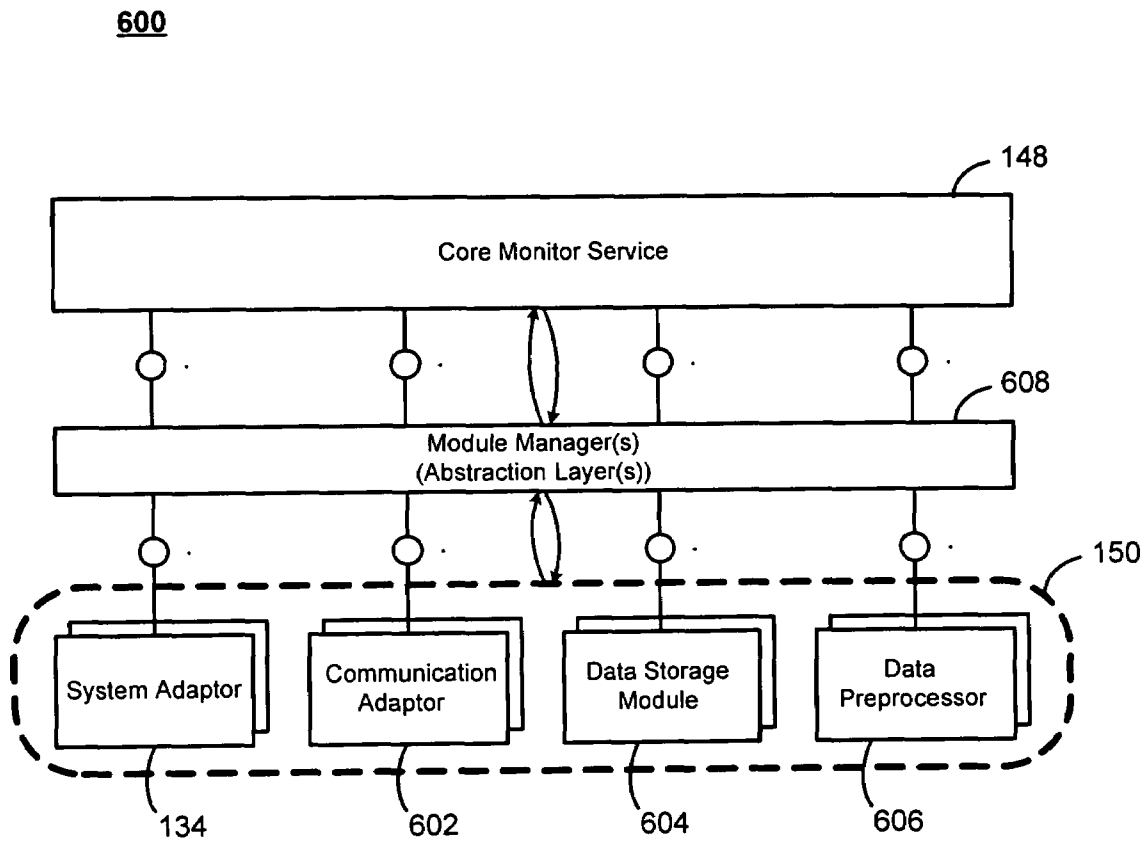 600
148
Core Monitor Service
608
Module Manager(s)
(Abstraction Layer(s))
150
System Adaptor
Communication
Adaptor
Data Storage
Module
Data
Preprocessor
134
602
604
606